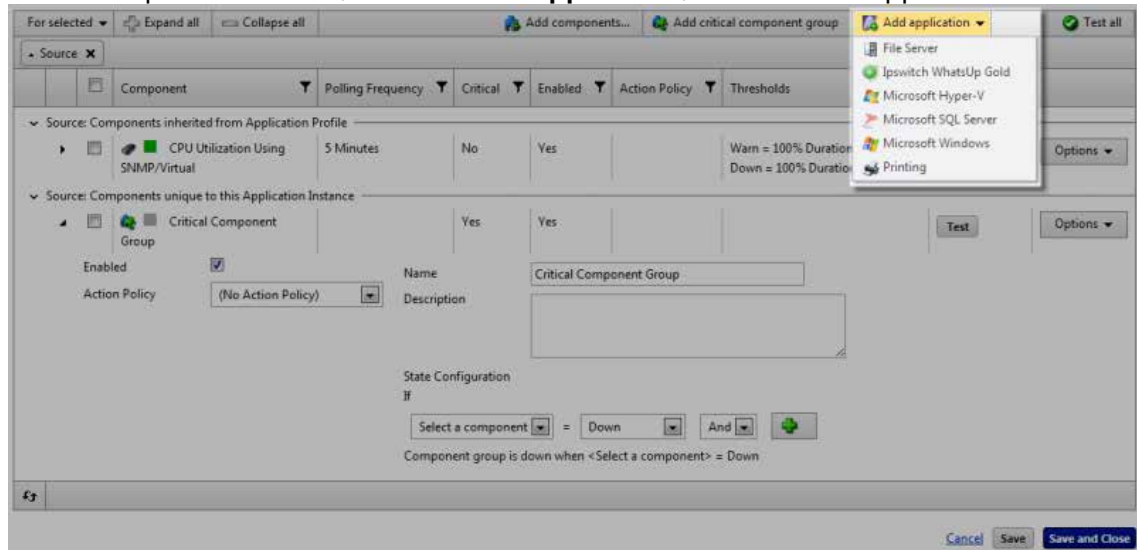 For selected Expand all Collapse all Add components... Add critical component group Add application Test all
Source X
Component Polling Frequency Critical Enabled Action Policy Thresholds
File Server
Ipswitch WhatsUp Gold
Microsoft Hyper-V
Microsoft SQL Server
Microsoft Windows
Printing
Source: Components inherited from Application Profile
CPU Utilization Using 5 Minutes No Yes Warn = 100% Duration Options
SNMP/Virtual Down = 100% Duratio
Source: Components unique to this Application Instance
Critical Component Yes Yes Test Options
Group
Enabled Name Critical Component Group
Action Policy (No Action Policy) Description
State Configuration
If
Select a component = Down And
Component group is down when <Select a component> = Down
Cancel Save Save and Close